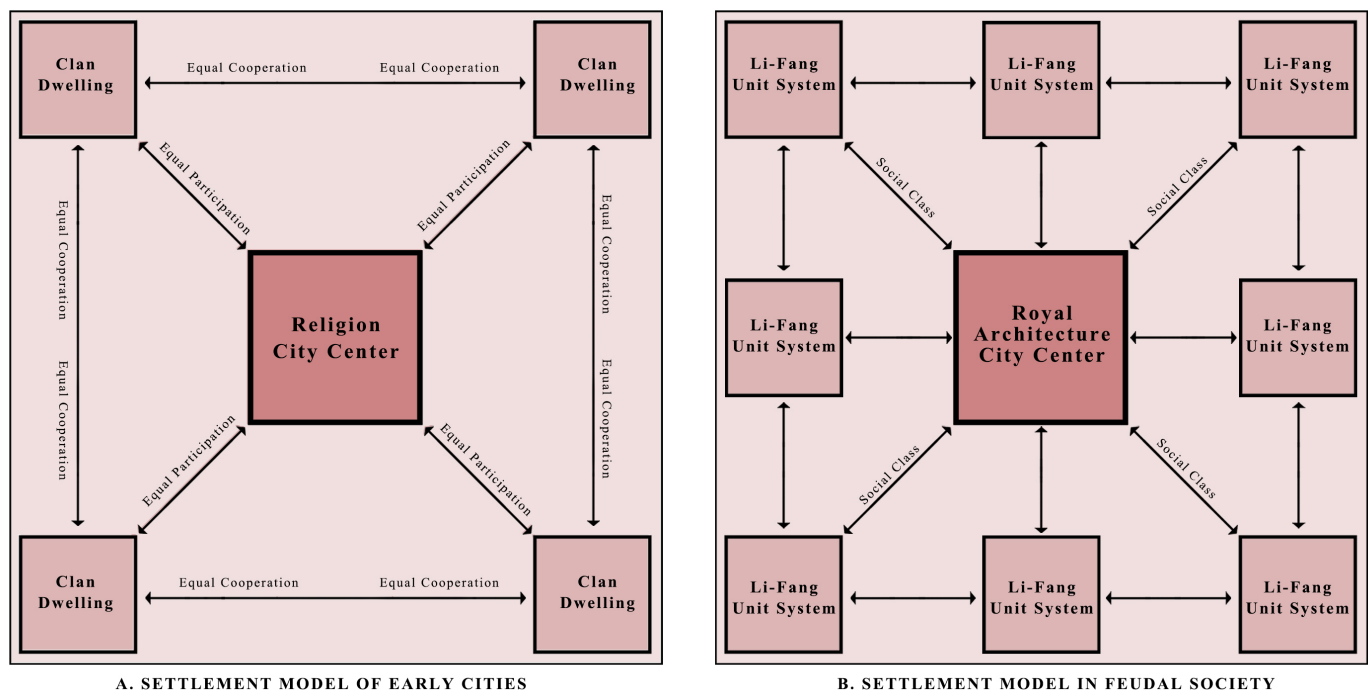 Clan
Dwelling
Equal Cooperation
Equal Cooperation
Clan
Dwelling
Equal Participation
Equal Participation
Equal Cooperation
Equal Cooperation
Religion
City Center
Equal Cooperation
Equal Cooperation
Equal Participation
Equal Participation
Clan
Dwelling
Equal Cooperation
Equal Cooperation
Clan
Dwelling
A. SETTLEMENT MODEL OF EARLY CITIES
Li-Fang
Unit System
Li-Fang
Unit System
Li-Fang
Unit System
Social Class
Social Class
Li-Fang
Unit System
Royal
Architecture
City Center
Li-Fang
Unit System
Social Class
Social Class
Li-Fang
Unit System
Li-Fang
Unit System
Li-Fang
Unit System
B. SETTLEMENT MODEL IN FEUDAL SOCIETY